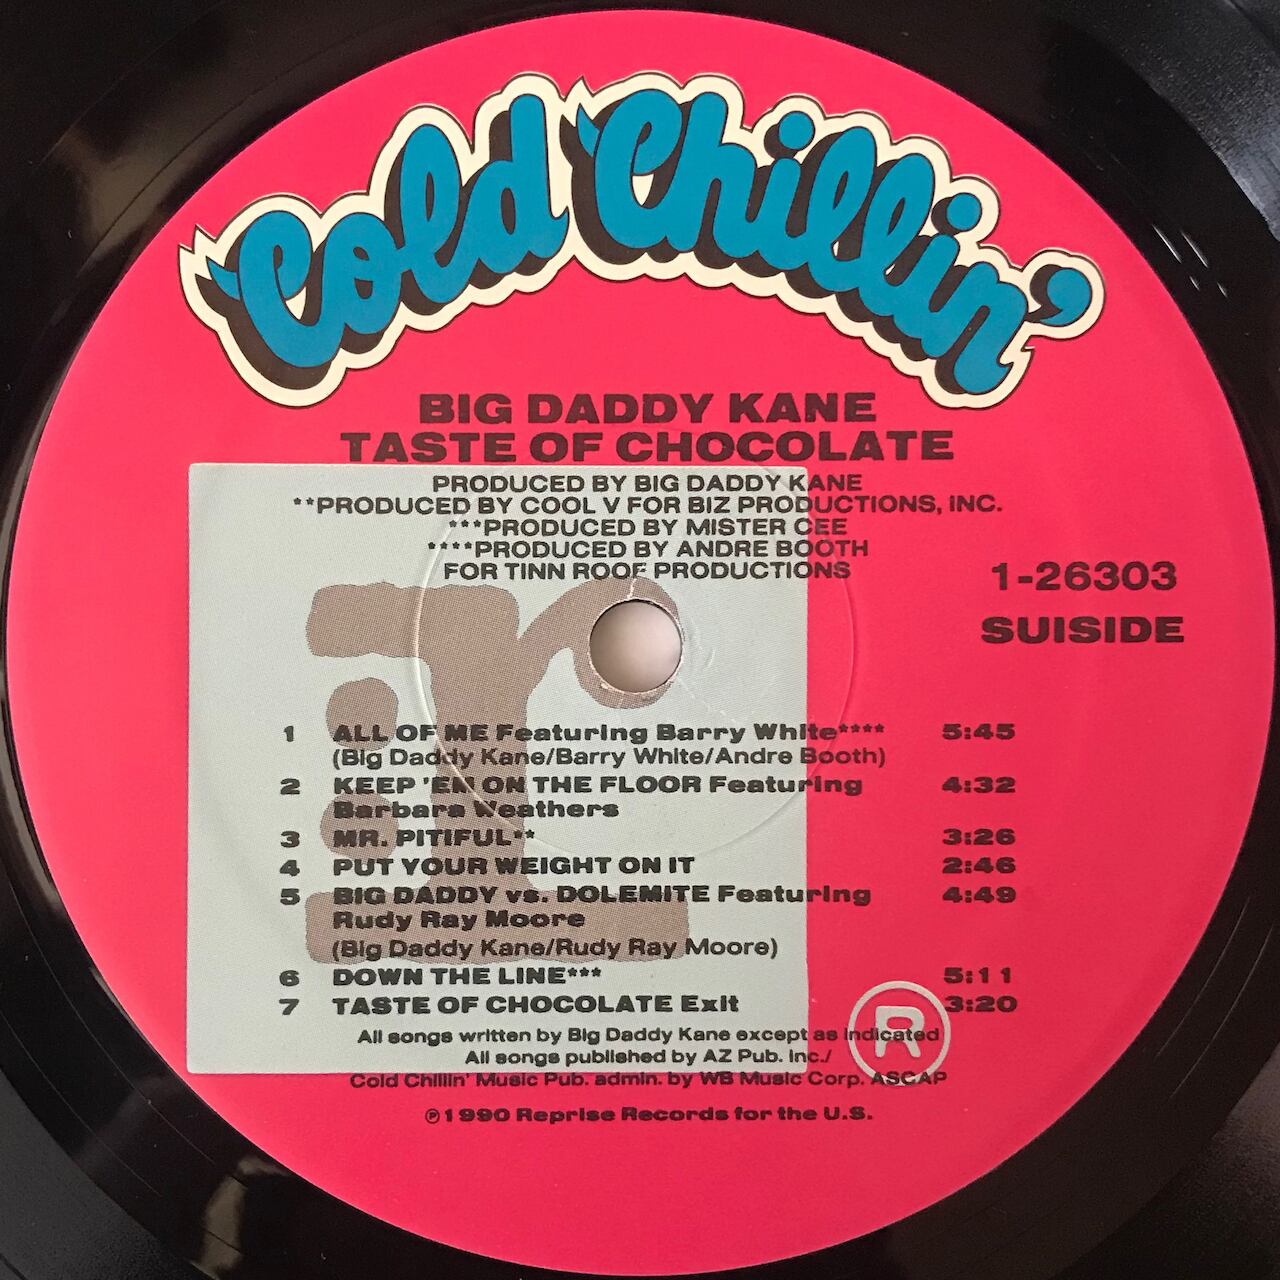 Cold Chillin'
BIG DADDY KANE
TASTE OF CHOCOLATE
PRODUCED BY BIG DADDY KANE
**PRODUCED BY COOL V FOR BIZ PRODUCTIONS, INC.
***PRODUCED BY MISTER CEE
****PRODUCED BY ANDRE BOOTH
FOR TINN ROOF PRODUCTIONS
1-26303
SUISIDE
1 ALL OF ME Featuring Barry White**** 5:45
(Big Daddy Kane/Barry White/Andre Booth)
2 KEEP 'EM ON THE FLOOR Featuring 4:32
Barbara Weathers
3 MR. PITIFUL** 3:26
4 PUT YOUR WEIGHT ON IT 2:46
5 BIG DADDY vs. DOLEMITE Featuring 4:49
Rudy Ray Moore
(Big Daddy Kane/Rudy Ray Moore)
6 DOWN THE LINE*** 5:11
7 TASTE OF CHOCOLATE Exit 3:20
All songs written by Big Daddy Kane except as indicated
All songs published by AZ Pub. Inc./
Cold Chillin' Music Pub. admin. by WB Music Corp. ASCAP
℗1990 Reprise Records for the U.S.
r:
R